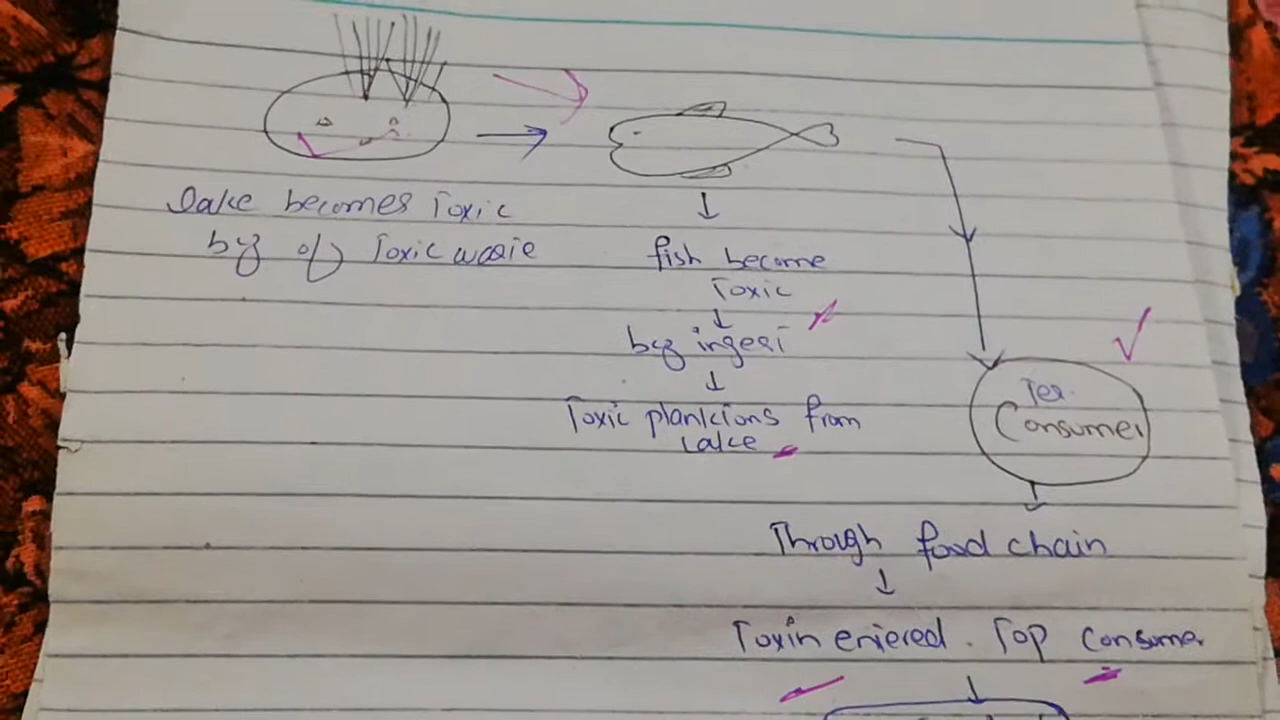 Lake becomes Toxic
by of Toxic waste
fish become
Toxic
by ingest
Toxic planktons from
Lake
Ter.
Consumer
Through food chain
Toxin entered. Top Consumer